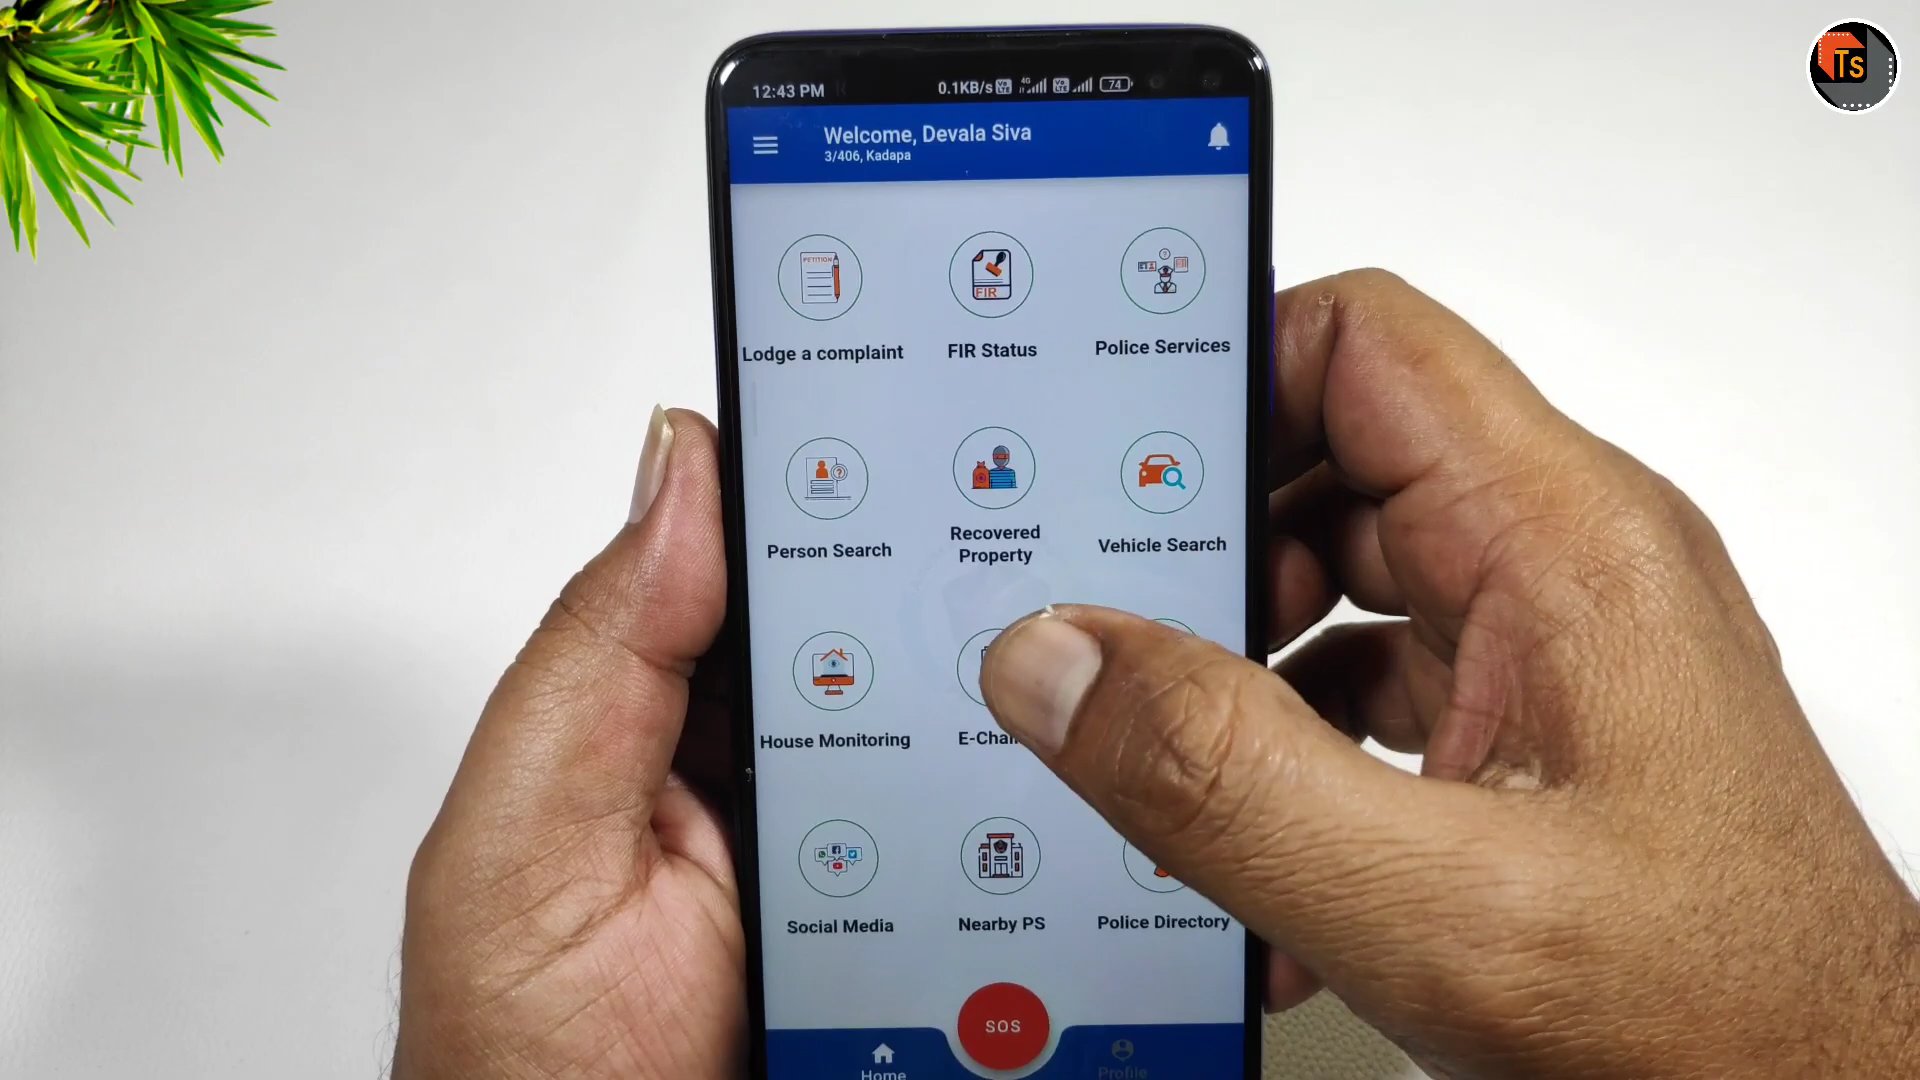 Ts
12:43 PM
0.1KB/s 4G 74
Welcome, Devala Siva
3/406, Kadapa
PETITION
FIR
Lodge a complaint
FIR Status
Police Services
Person Search
Recovered
Property
Vehicle Search
House Monitoring
Social Media
Nearby PS
Police Directory
SOS
Home
Profile